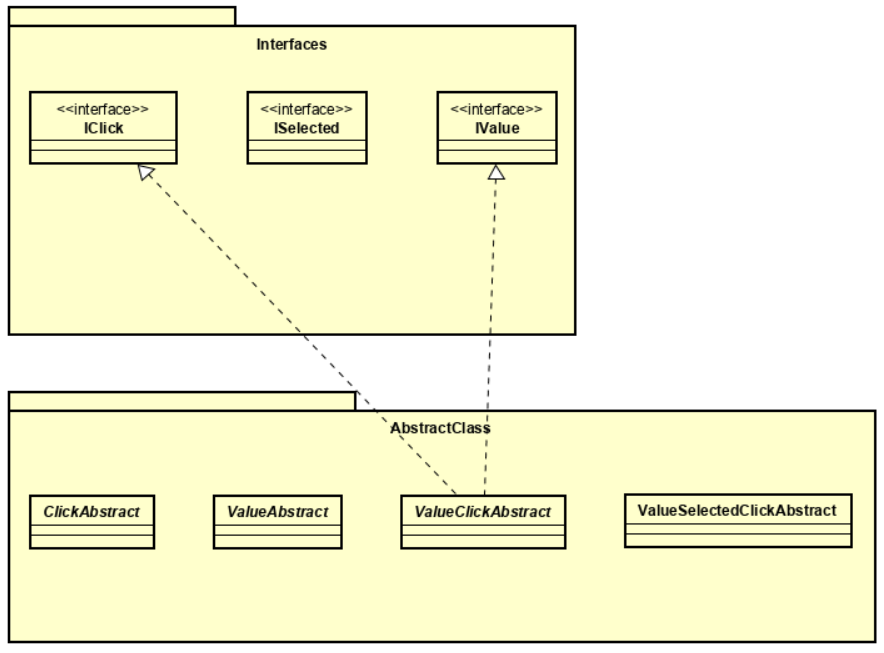 Interfaces
<<interface>>
IClick
<<interface>>
ISelected
<<interface>>
IValue
AbstractClass
ClickAbstract
ValueAbstract
ValueClickAbstract
ValueSelectedClickAbstract